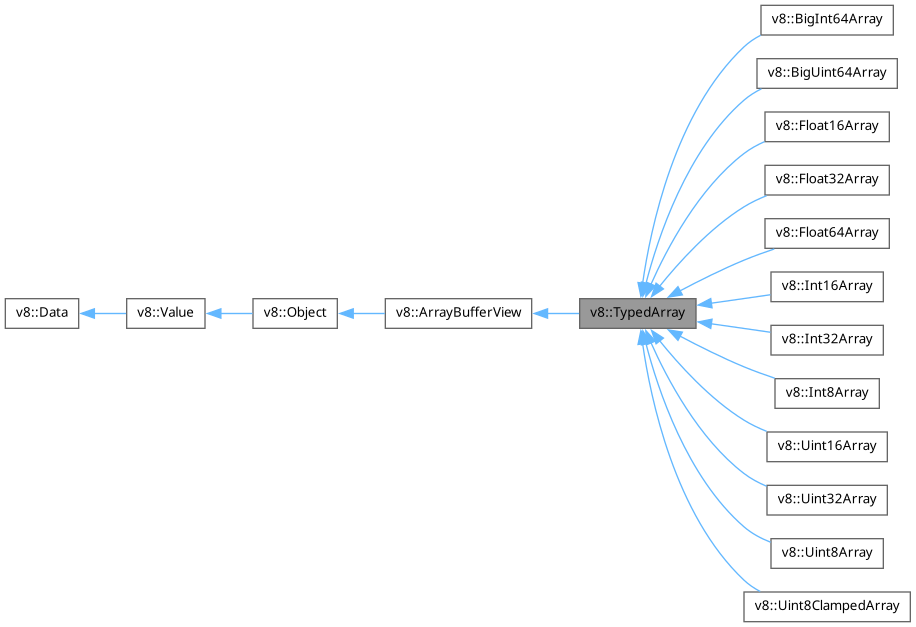 v8::BigInt64Array
v8::BigUint64Array
v8::Float16Array
v8::Float32Array
v8::Float64Array
v8::Int16Array
v8::Data
v8::Value
v8::Object
v8::ArrayBufferView
v8::TypedArray
v8::Int32Array
v8::Int8Array
v8::Uint16Array
v8::Uint32Array
v8::Uint8Array
v8::Uint8ClampedArray